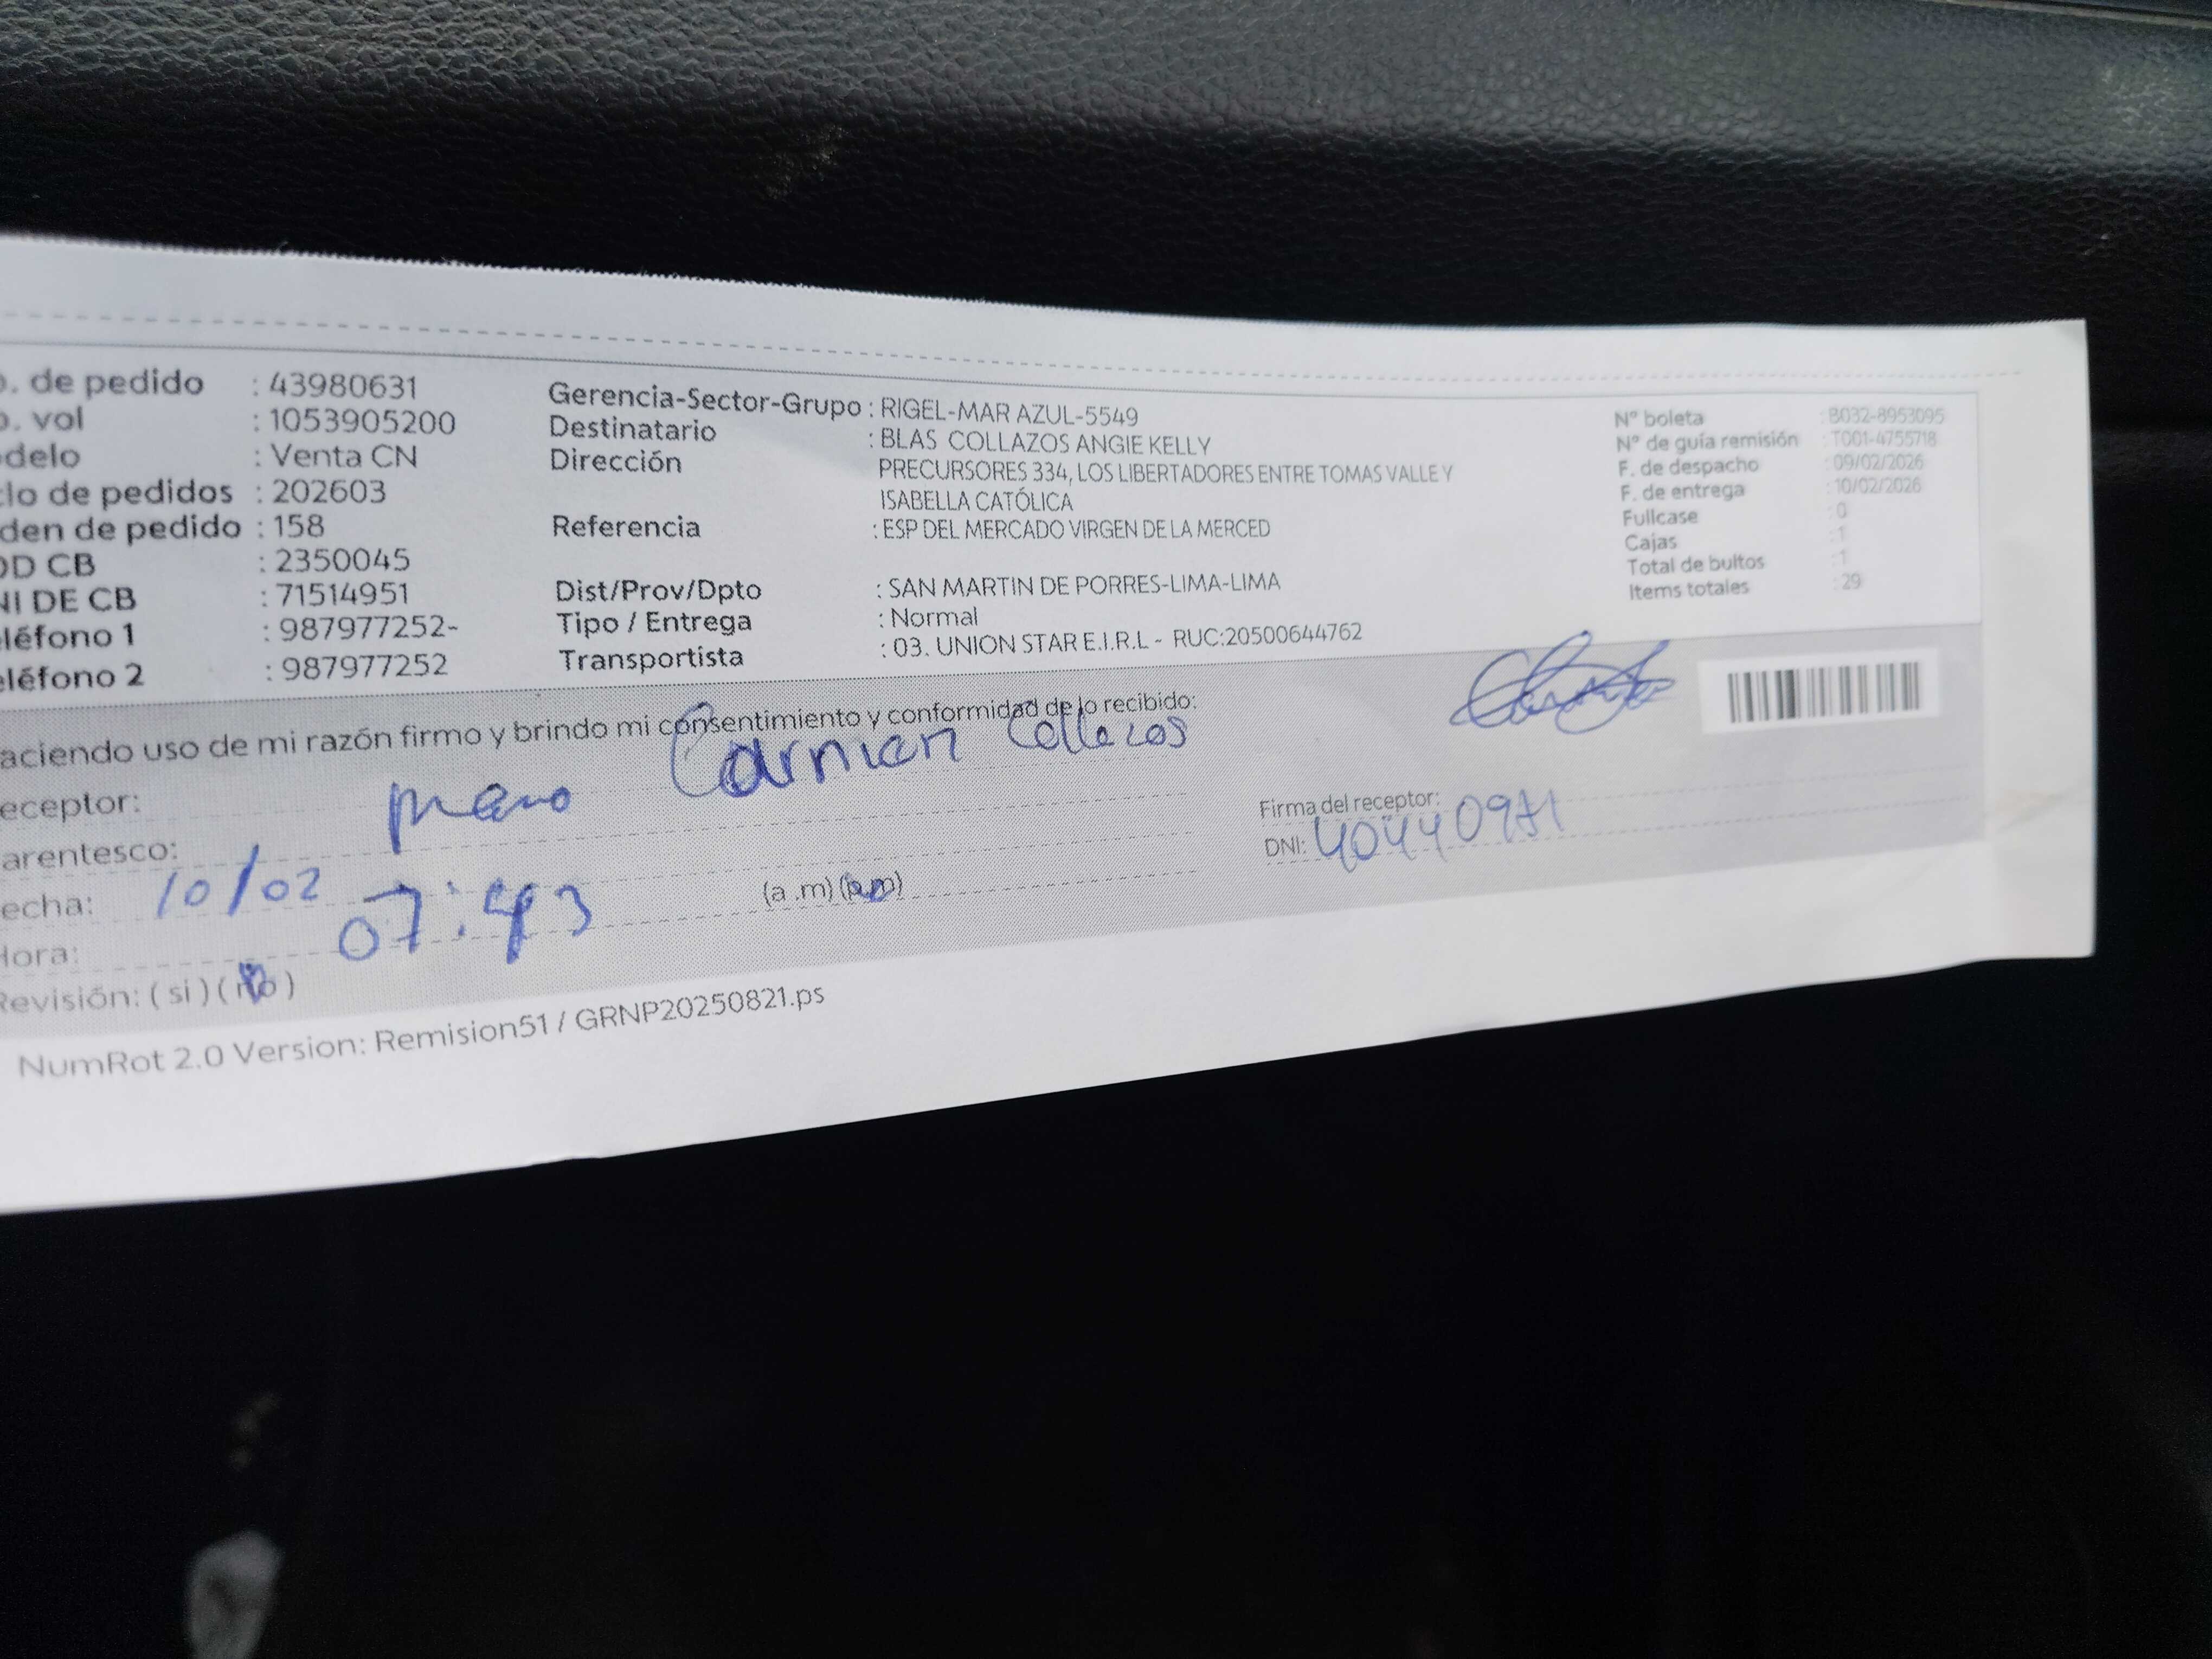 o. de pedido : 43980631
o. vol : 1053905200
odelo : Venta CN
clo de pedidos : 202603
den de pedido : 158
OD CB : 2350045
NI DE CB : 71514951
eléfono 1 : 987977252-
eléfono 2 : 987977252
Gerencia-Sector-Grupo : RIGEL-MAR AZUL-5549
Destinatario : BLAS COLLAZOS ANGIE KELLY
Dirección PRECURSORES 334, LOS LIBERTADORES ENTRE TOMAS VALLE Y
ISABELLA CATÓLICA
Referencia : ESP DEL MERCADO VIRGEN DE LA MERCED
Dist/Prov/Dpto : SAN MARTIN DE PORRES-LIMA-LIMA
Tipo / Entrega : Normal
Transportista : 03. UNION STAR E.I.R.L - RUC:20500644762
N° boleta : B032-8953095
N° de guía remisión : T001-4755718
F. de despacho : 09/02/2026
F. de entrega : 10/02/2026
Fullcase : 0
Cajas : 1
Total de bultos : 1
Items totales : 29
aciendo uso de mi razón firmo y brindo mi consentimiento y conformidad de lo recibido:
eceptor: Carmen Collazos
arentesco:
echa: 10/02
Hora: 07:43 (a .m) (p.m)
Revisión: ( si ) ( no )
Firma del receptor:
DNI: 
NumRot 2.0 Version: Remision51 / GRNP20250821.ps